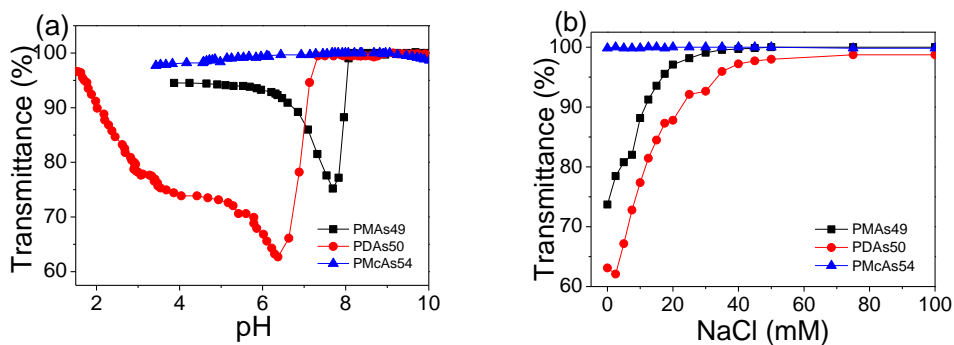 (a)
Transmittance (%)
100
90
80
70
60
PMAs49
PDAs50
PMcAs54
2 4 6 8 10
pH
(b)
Transmittance (%)
100
90
80
70
60
PMAs49
PDAs50
PMcAs54
0 20 40 60 80 100
NaCl (mM)